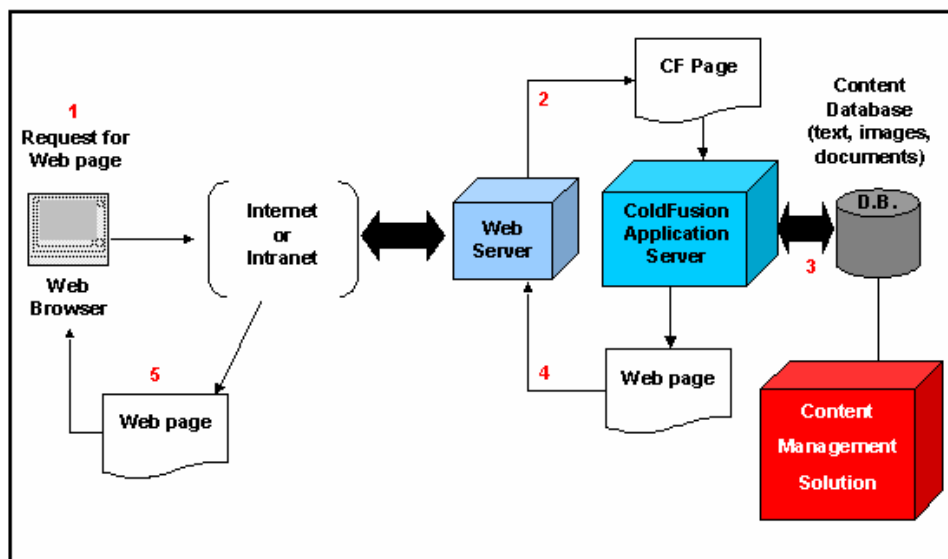 1
Request for
Web page
Web
Browser
Internet
or
Intranet
5
Web page
2
CF Page
Web
Server
ColdFusion
Application
Server
4
Web page
Content
Database
(text, images,
documents)
D.B.
3
Content
Management
Solution